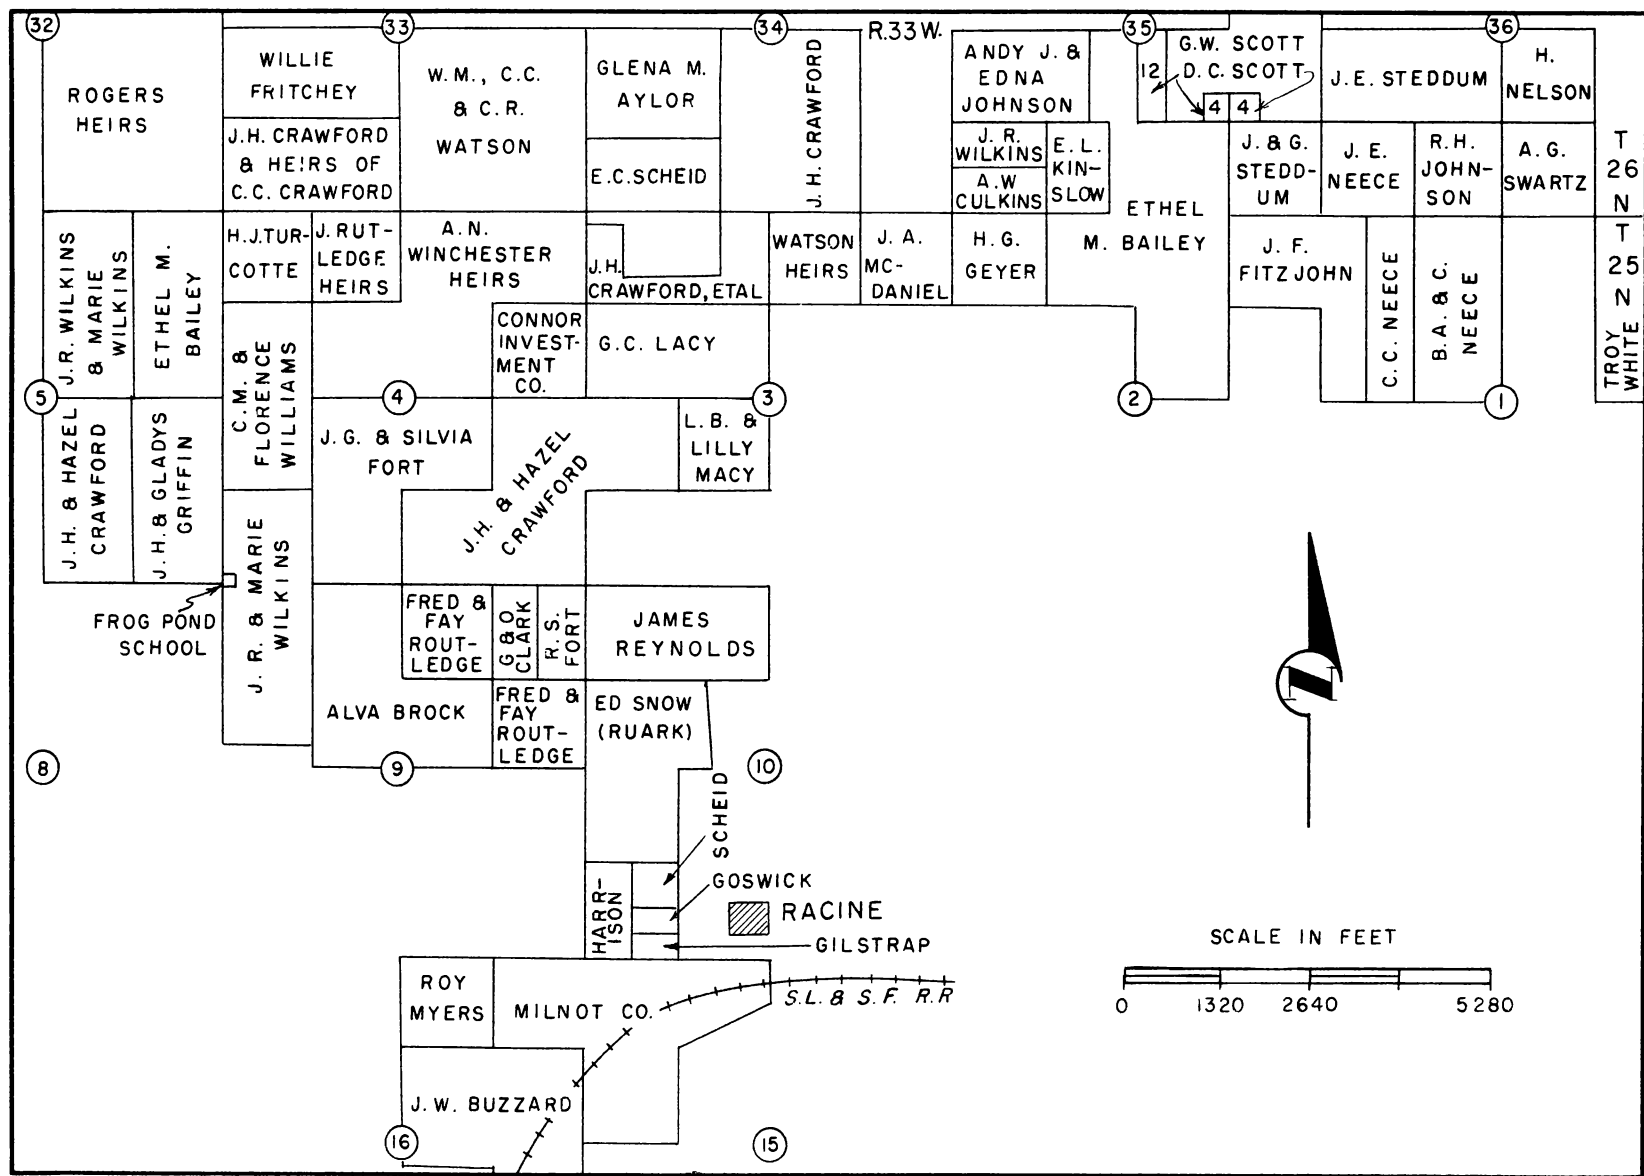 32
33
34
35
36
R.33 W.
ROGERS
HEIRS
WILLIE
FRITCHEY
J.H. CRAWFORD
& HEIRS OF
C.C. CRAWFORD
W. M., C.C.
& C. R.
WATSON
GLENA M.
AYLOR
E.C. SCHEID
J. H. CRAWFORD
ANDY J. &
EDNA
JOHNSON
J. R.
WILKINS
A.W
CULKINS
E. L.
KIN-
SLOW
12
G.W. SCOTT
D. C. SCOTT
4
4
J. E. STEDDUM
H.
NELSON
J. & G.
STEDD-
UM
J. E.
NEECE
R. H.
JOHN-
SON
A. G.
SWARTZ
T
26
N
T
25
N
TROY
WHITE
J. R. WILKINS
& MARIE
WILKINS
ETHEL M.
BAILEY
H. J. TUR-
COTTE
J. RUT-
LEDGE
HEIRS
A. N.
WINCHESTER
HEIRS
J.H.
CRAWFORD, ETAL
WATSON
HEIRS
J. A.
MC-
DANIEL
H. G.
GEYER
ETHEL
M. BAILEY
J. F.
FITZJOHN
C. C. NEECE
B. A. & C.
NEECE
C. M. &
FLORENCE
WILLIAMS
CONNOR
INVEST-
MENT
CO.
G.C. LACY
5
4
3
2
1
J. H. & HAZEL
CRAWFORD
J.H. & GLADYS
GRIFFIN
J. G. & SILVIA
FORT
J. H. & HAZEL
CRAWFORD
L. B. &
LILLY
MACY
FROG POND
SCHOOL
J. R. & MARIE
WILKINS
FRED &
FAY
ROUT-
LEDGE
G & O
CLARK
R. S.
FORT
JAMES
REYNOLDS
ALVA BROCK
FRED &
FAY
ROUT-
LEDGE
ED SNOW
(RUARK)
8
9
10
SCHEID
GOSWICK
HARR-
ISON
RACINE
GILSTRAP
ROY
MYERS
MILNOT CO.
S.L. & S.F. R.R
J. W. BUZZARD
16
15
N
SCALE IN FEET
0 1320 2640 5280